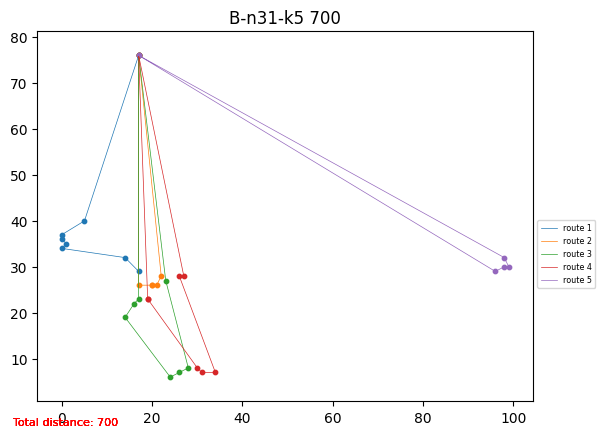 B-n31-k5 700
80
70
60
50
40
30
20
10
0 20 40 60 80 100
route 1
route 2
route 3
route 4
route 5
Total distance: 700